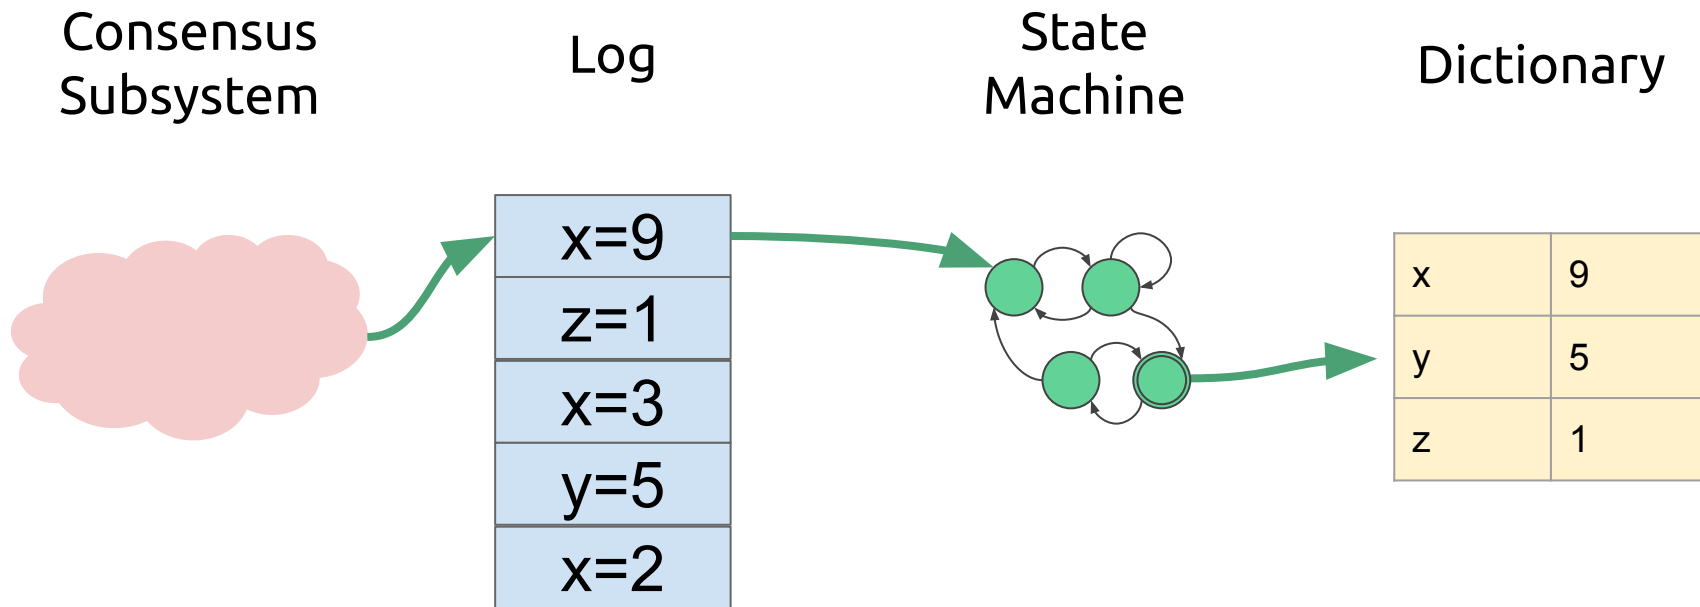 Consensus
Subsystem
Log
State
Machine
Dictionary
x=9
z=1
x=3
y=5
x=2
x 9
y 5
z 1